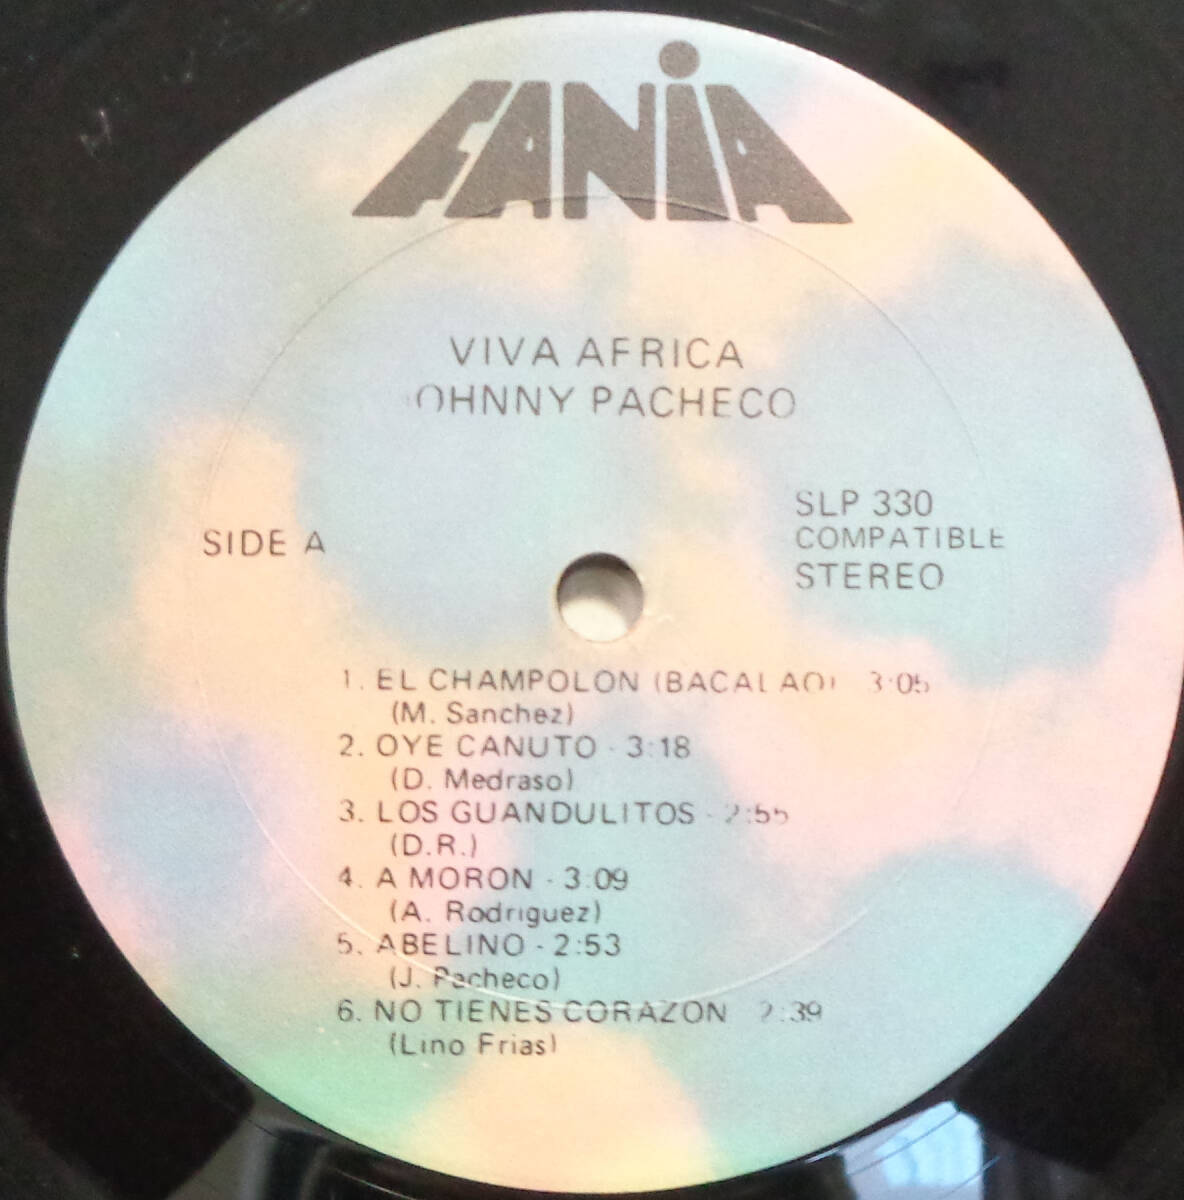 FANIA
VIVA AFRICA
JOHNNY PACHECO
SIDE A
SLP 330
COMPATIBLE
STEREO
1. EL CHAMPOLON (BACALAO) 3:05
(M. Sanchez)
2. OYE CANUTO - 3:18
(D. Medraso)
3. LOS GUANDULITOS - 2:55
(D.R.)
4. A MORON - 3:09
(A. Rodriguez)
5. ABELINO - 2:53
(J. Pacheco)
6. NO TIENES CORAZON 2:39
(Lino Frias)